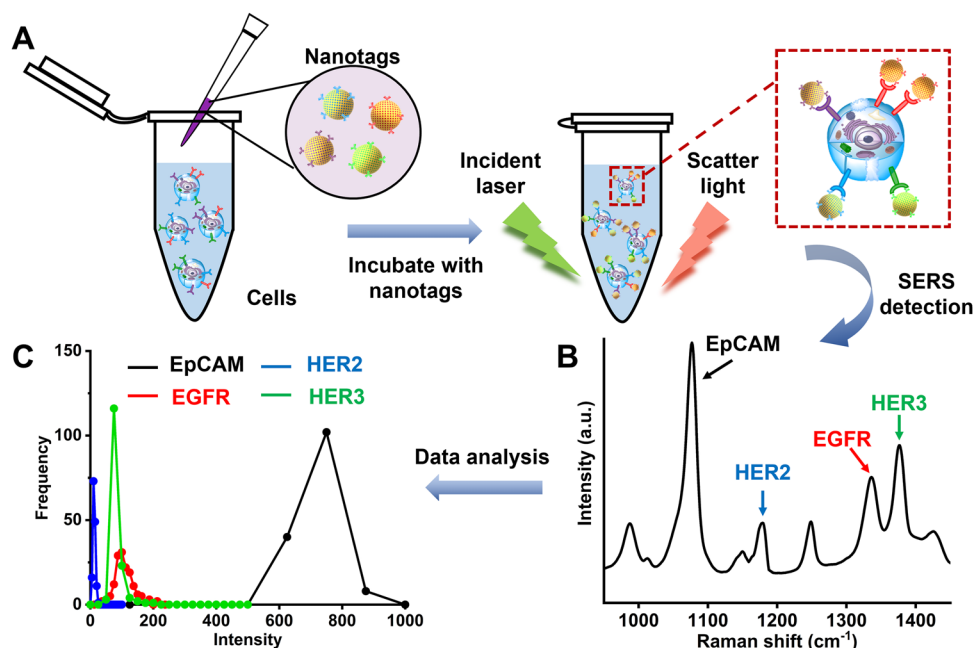 A
Nanotags
Incident
laser
Scatter
light
Cells
Incubate with
nanotags
SERS
detection
C
150
100
50
0
Frequency
EpCAM
HER2
EGFR
HER3
0
200
400
600
800
1000
Intensity
Data analysis
B
EpCAM
HER2
EGFR
HER3
Intensity (a.u.)
1000
1100
1200
1300
1400
Raman shift (cm⁻¹)